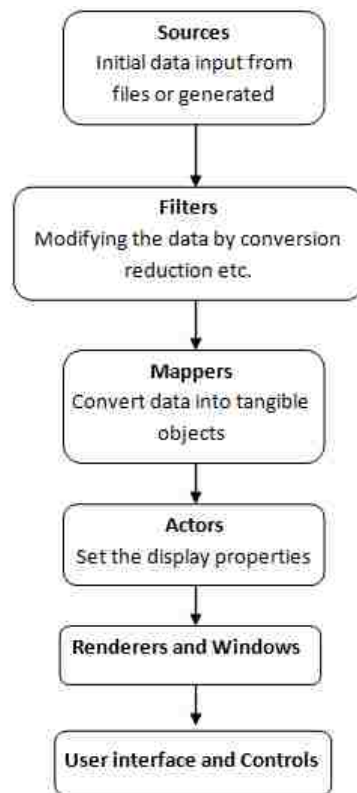 Sources
Initial data input from
files or generated
Filters
Modifying the data by conversion
reduction etc.
Mappers
Convert data into tangible
objects
Actors
Set the display properties
Renderers and Windows
User interface and Controls